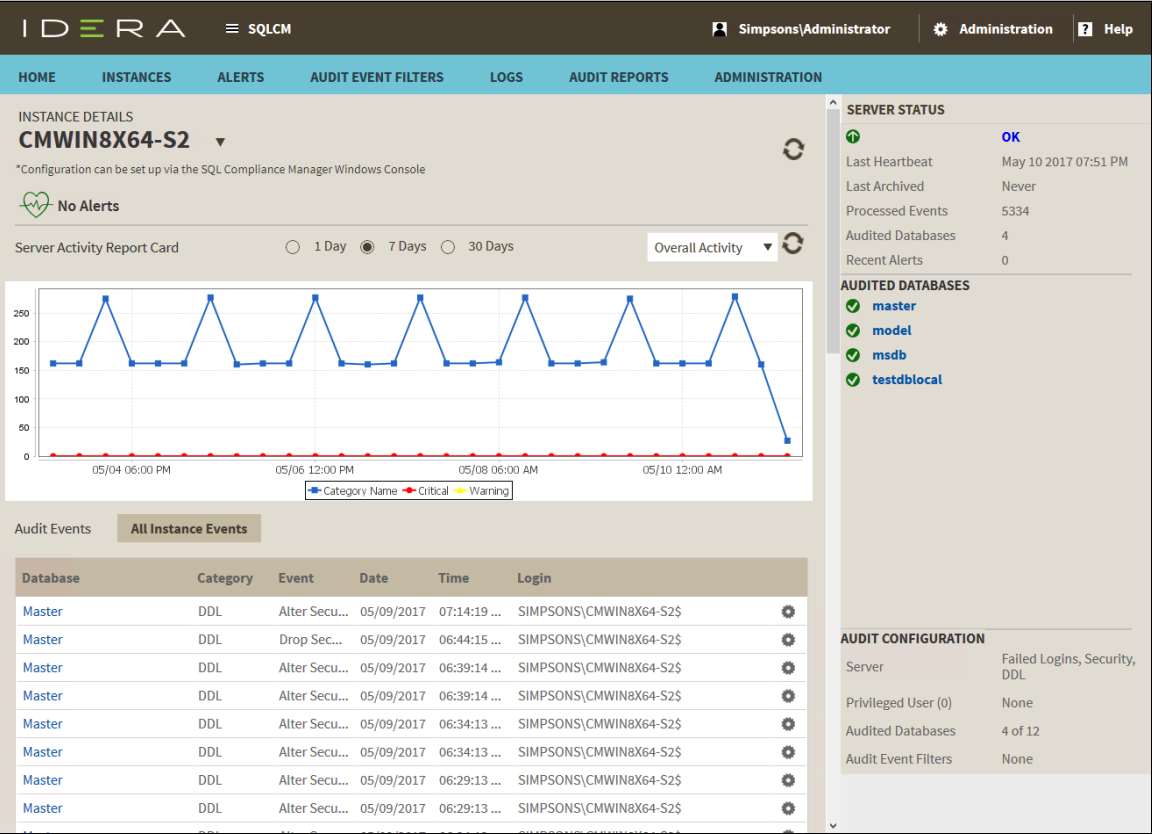 IDERA SQLCM Simpsons\Administrator Administration ? Help
HOME INSTANCES ALERTS AUDIT EVENT FILTERS LOGS AUDIT REPORTS ADMINISTRATION
INSTANCE DETAILS
CMWIN8X64-S2
*Configuration can be set up via the SQL Compliance Manager Windows Console
No Alerts
Server Activity Report Card 1 Day 7 Days 30 Days Overall Activity
250
200
150
100
50
0
05/04 06:00 PM 05/06 12:00 PM 05/08 06:00 AM 05/10 12:00 AM
Category Name Critical Warning
Audit Events All Instance Events
Database Category Event Date Time Login
Master DDL Alter Secu... 05/09/2017 07:14:19 ... SIMPSONS\CMWIN8X64-S2$
Master DDL Drop Sec... 05/09/2017 06:44:15 ... SIMPSONS\CMWIN8X64-S2$
Master DDL Alter Secu... 05/09/2017 06:39:14 ... SIMPSONS\CMWIN8X64-S2$
Master DDL Alter Secu... 05/09/2017 06:39:14 ... SIMPSONS\CMWIN8X64-S2$
Master DDL Alter Secu... 05/09/2017 06:34:13 ... SIMPSONS\CMWIN8X64-S2$
Master DDL Alter Secu... 05/09/2017 06:34:13 ... SIMPSONS\CMWIN8X64-S2$
Master DDL Alter Secu... 05/09/2017 06:29:13 ... SIMPSONS\CMWIN8X64-S2$
Master DDL Alter Secu... 05/09/2017 06:29:13 ... SIMPSONS\CMWIN8X64-S2$
SERVER STATUS
OK
Last Heartbeat May 10 2017 07:51 PM
Last Archived Never
Processed Events 5334
Audited Databases 4
Recent Alerts 0
AUDITED DATABASES
master
model
msdb
testdblocal
AUDIT CONFIGURATION
Server Failed Logins, Security,
DDL
Privileged User (0) None
Audited Databases 4 of 12
Audit Event Filters None